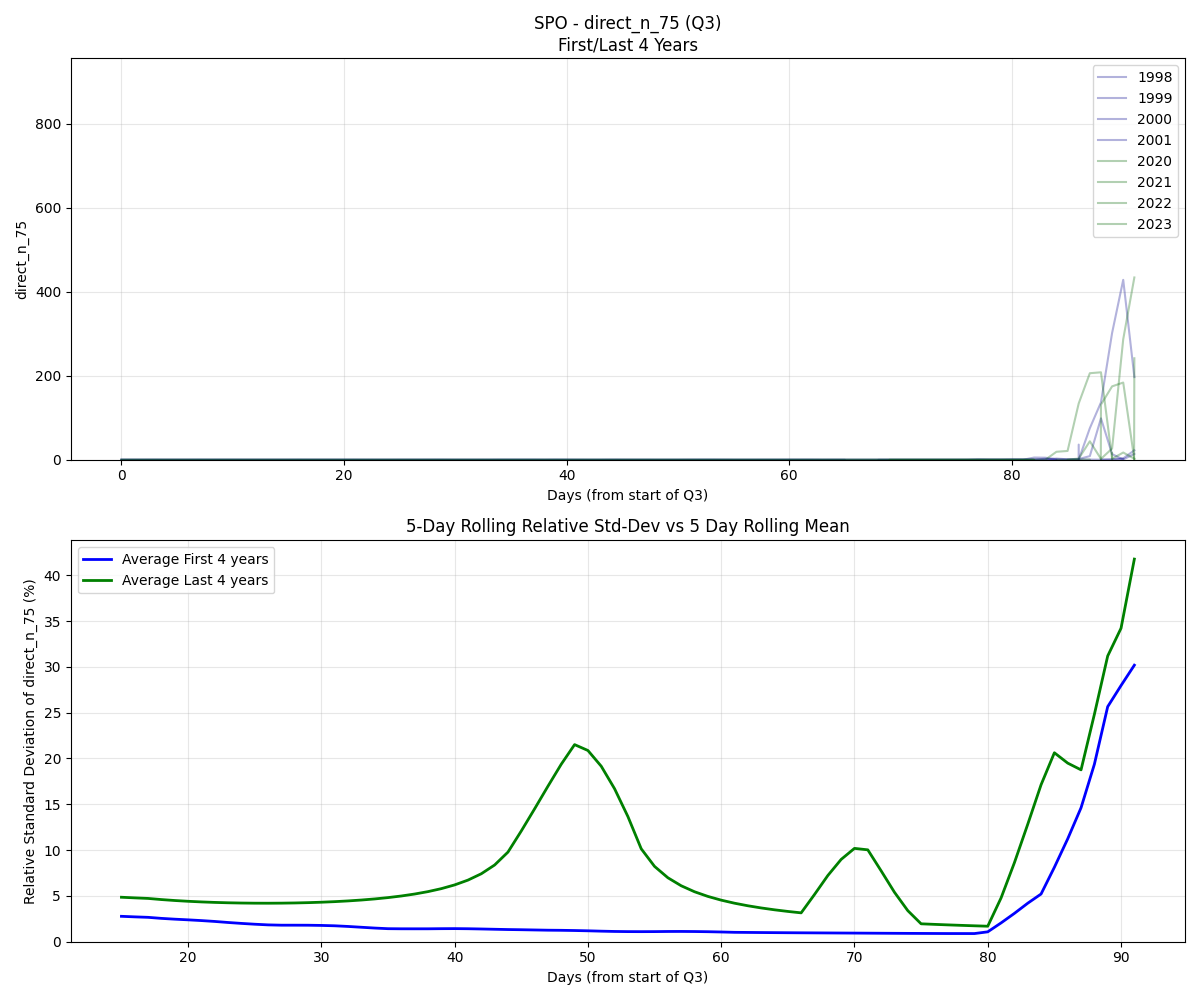 SPO - direct_n_75 (Q3)
First/Last 4 Years
direct_n_75
800
600
400
200
0
0 20 40 60 80
Days (from start of Q3)
1998
1999
2000
2001
2020
2021
2022
2023
5-Day Rolling Relative Std-Dev vs 5 Day Rolling Mean
Relative Standard Deviation of direct_n_75 (%)
Average First 4 years
Average Last 4 years
40
35
30
25
20
15
10
5
0
20 30 40 50 60 70 80 90
Days (from start of Q3)